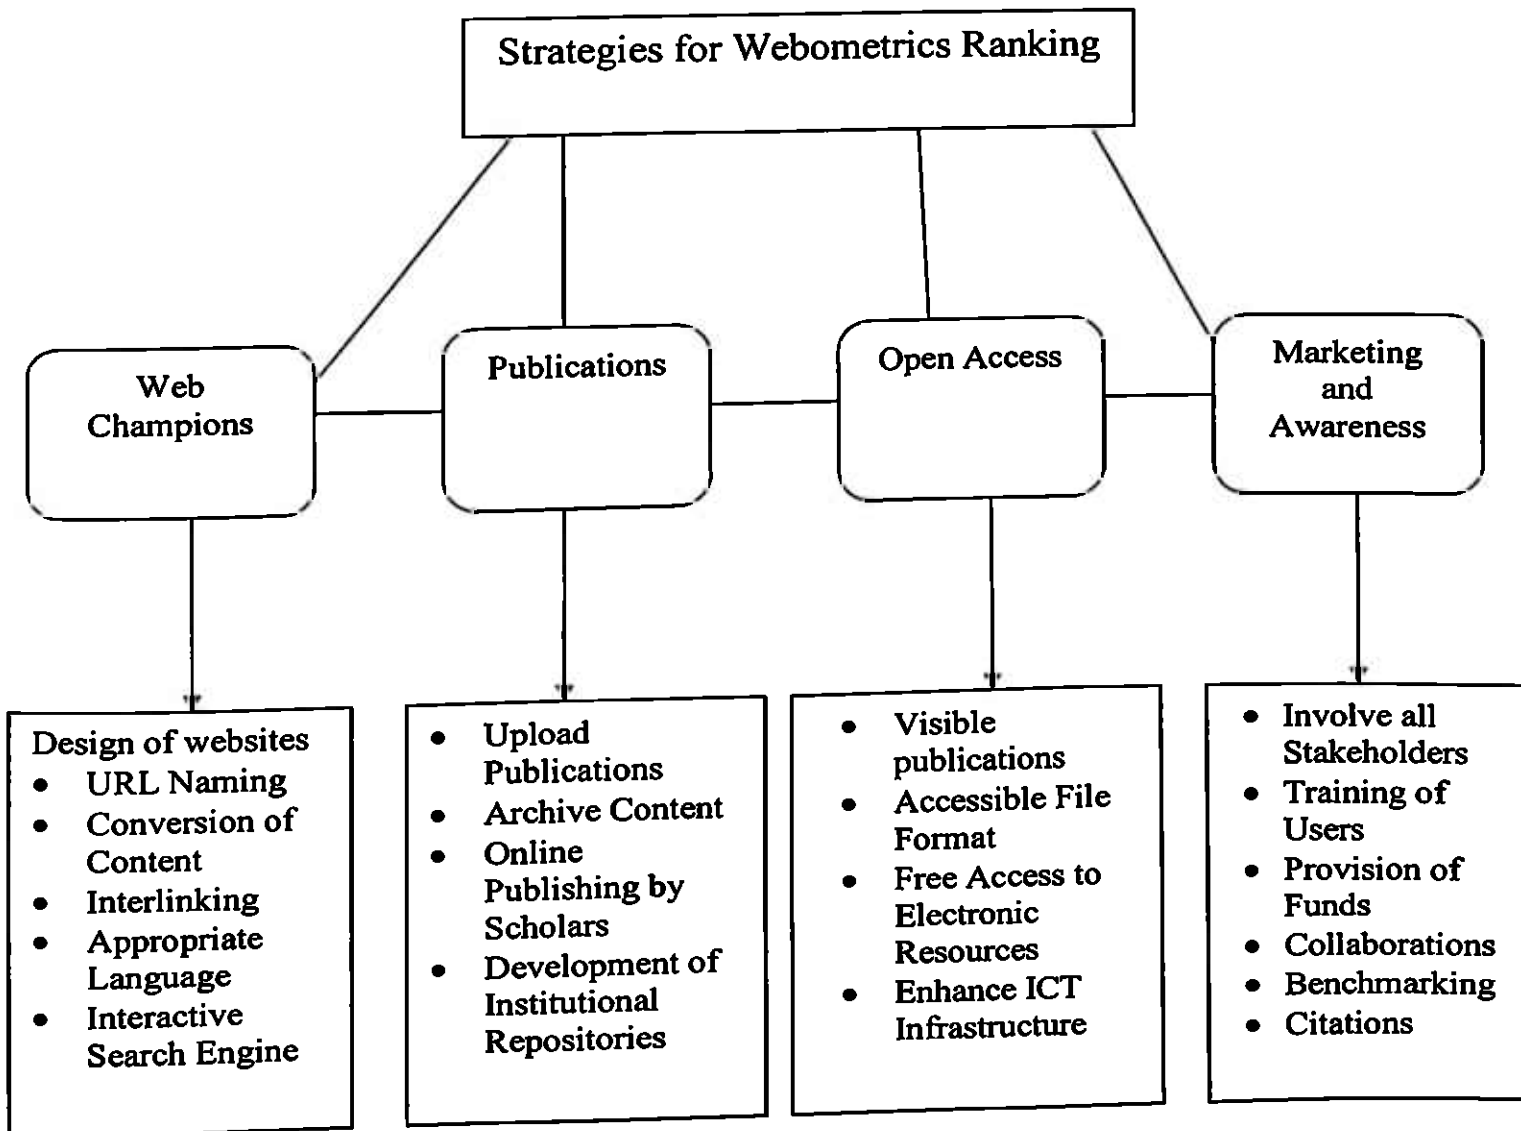 Strategies for Webometrics Ranking
Web
Champions
Publications
Open Access
Marketing
and
Awareness
Design of websites
• URL Naming
• Conversion of
Content
• Interlinking
• Appropriate
Language
• Interactive
Search Engine
• Upload
Publications
• Archive Content
• Online
Publishing by
Scholars
• Development of
Institutional
Repositories
• Visible
publications
• Accessible File
Format
• Free Access to
Electronic
Resources
• Enhance ICT
Infrastructure
• Involve all
Stakeholders
• Training of
Users
• Provision of
Funds
• Collaborations
• Benchmarking
• Citations